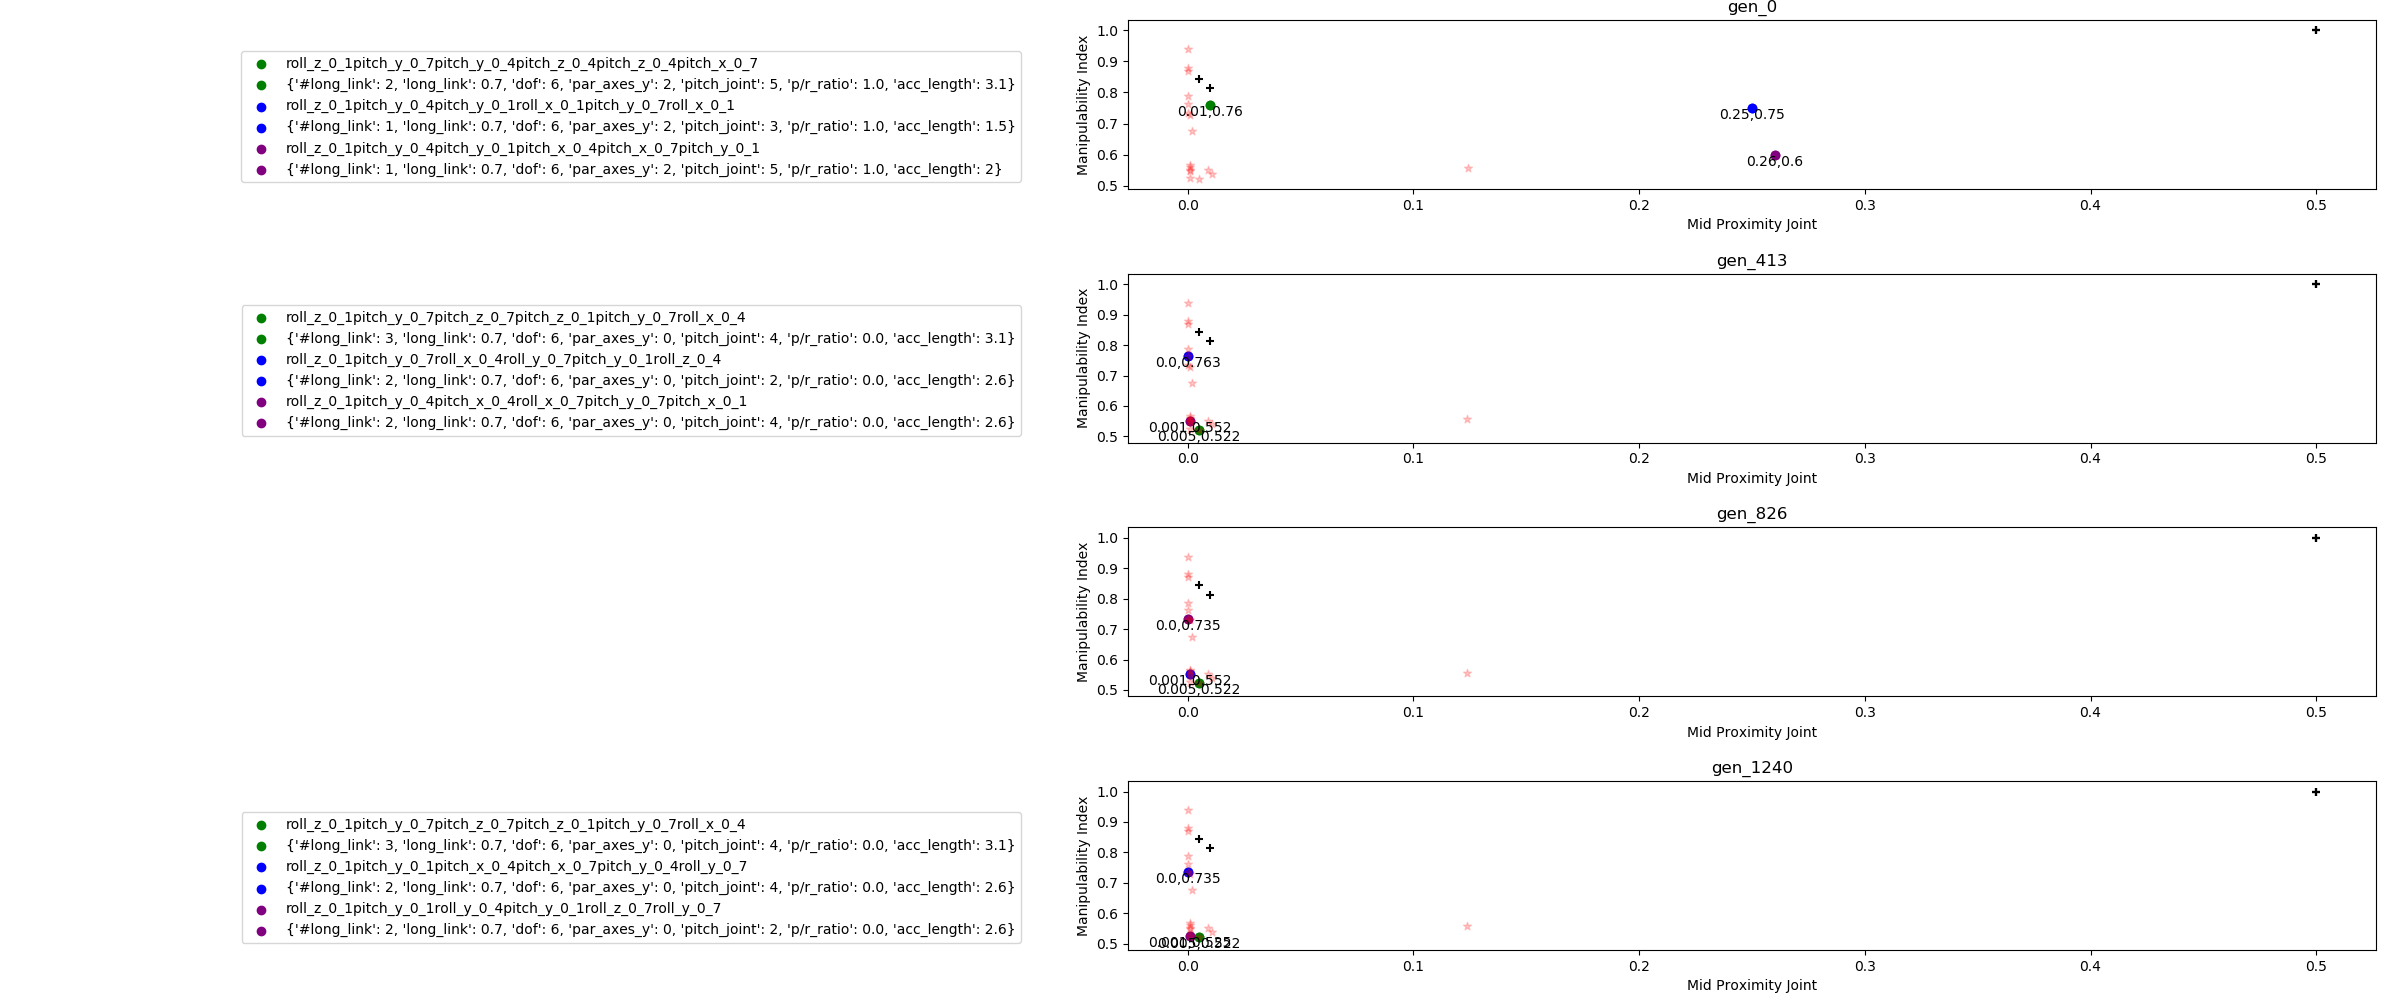 gen_0
roll_z_0_1pitch_y_0_7pitch_y_0_4pitch_z_0_4pitch_z_0_4pitch_x_0_7
{'#long_link': 2, 'long_link': 0.7, 'dof': 6, 'par_axes_y': 2, 'pitch_joint': 5, 'p/r_ratio': 1.0, 'acc_length': 3.1}
roll_z_0_1pitch_y_0_4pitch_y_0_1roll_x_0_1pitch_y_0_7roll_x_0_1
{'#long_link': 1, 'long_link': 0.7, 'dof': 6, 'par_axes_y': 2, 'pitch_joint': 3, 'p/r_ratio': 1.0, 'acc_length': 1.5}
roll_z_0_1pitch_y_0_4pitch_y_0_1pitch_x_0_4pitch_x_0_7pitch_y_0_1
{'#long_link': 1, 'long_link': 0.7, 'dof': 6, 'par_axes_y': 2, 'pitch_joint': 5, 'p/r_ratio': 1.0, 'acc_length': 2}
Manipulability Index
1.0
0.9
0.8
0.7
0.6
0.5
0.01,0.76
0.25,0.75
0.26,0.6
0.0 0.1 0.2 0.3 0.4 0.5
Mid Proximity Joint
gen_413
roll_z_0_1pitch_y_0_7pitch_z_0_7pitch_z_0_1pitch_y_0_7roll_x_0_4
{'#long_link': 3, 'long_link': 0.7, 'dof': 6, 'par_axes_y': 0, 'pitch_joint': 4, 'p/r_ratio': 0.0, 'acc_length': 3.1}
roll_z_0_1pitch_y_0_7roll_x_0_4roll_y_0_7pitch_y_0_1roll_z_0_4
{'#long_link': 2, 'long_link': 0.7, 'dof': 6, 'par_axes_y': 0, 'pitch_joint': 2, 'p/r_ratio': 0.0, 'acc_length': 2.6}
roll_z_0_1pitch_y_0_4pitch_x_0_4roll_x_0_7pitch_y_0_7pitch_x_0_1
{'#long_link': 2, 'long_link': 0.7, 'dof': 6, 'par_axes_y': 0, 'pitch_joint': 4, 'p/r_ratio': 0.0, 'acc_length': 2.6}
Manipulability Index
1.0
0.9
0.8
0.7
0.6
0.5
0.0,0.763
0.001,0.552
0.005,0.522
0.0 0.1 0.2 0.3 0.4 0.5
Mid Proximity Joint
gen_826
Manipulability Index
1.0
0.9
0.8
0.7
0.6
0.5
0.0,0.735
0.001,0.552
0.005,0.522
0.0 0.1 0.2 0.3 0.4 0.5
Mid Proximity Joint
gen_1240
roll_z_0_1pitch_y_0_7pitch_z_0_7pitch_z_0_1pitch_y_0_7roll_x_0_4
{'#long_link': 3, 'long_link': 0.7, 'dof': 6, 'par_axes_y': 0, 'pitch_joint': 4, 'p/r_ratio': 0.0, 'acc_length': 3.1}
roll_z_0_1pitch_y_0_1pitch_x_0_4pitch_x_0_7pitch_y_0_4roll_y_0_7
{'#long_link': 2, 'long_link': 0.7, 'dof': 6, 'par_axes_y': 0, 'pitch_joint': 4, 'p/r_ratio': 0.0, 'acc_length': 2.6}
roll_z_0_1pitch_y_0_1roll_y_0_4pitch_y_0_1roll_z_0_7roll_y_0_7
{'#long_link': 2, 'long_link': 0.7, 'dof': 6, 'par_axes_y': 0, 'pitch_joint': 2, 'p/r_ratio': 0.0, 'acc_length': 2.6}
Manipulability Index
1.0
0.9
0.8
0.7
0.6
0.5
0.0,0.735
0.0 0.1 0.2 0.3 0.4 0.5
Mid Proximity Joint